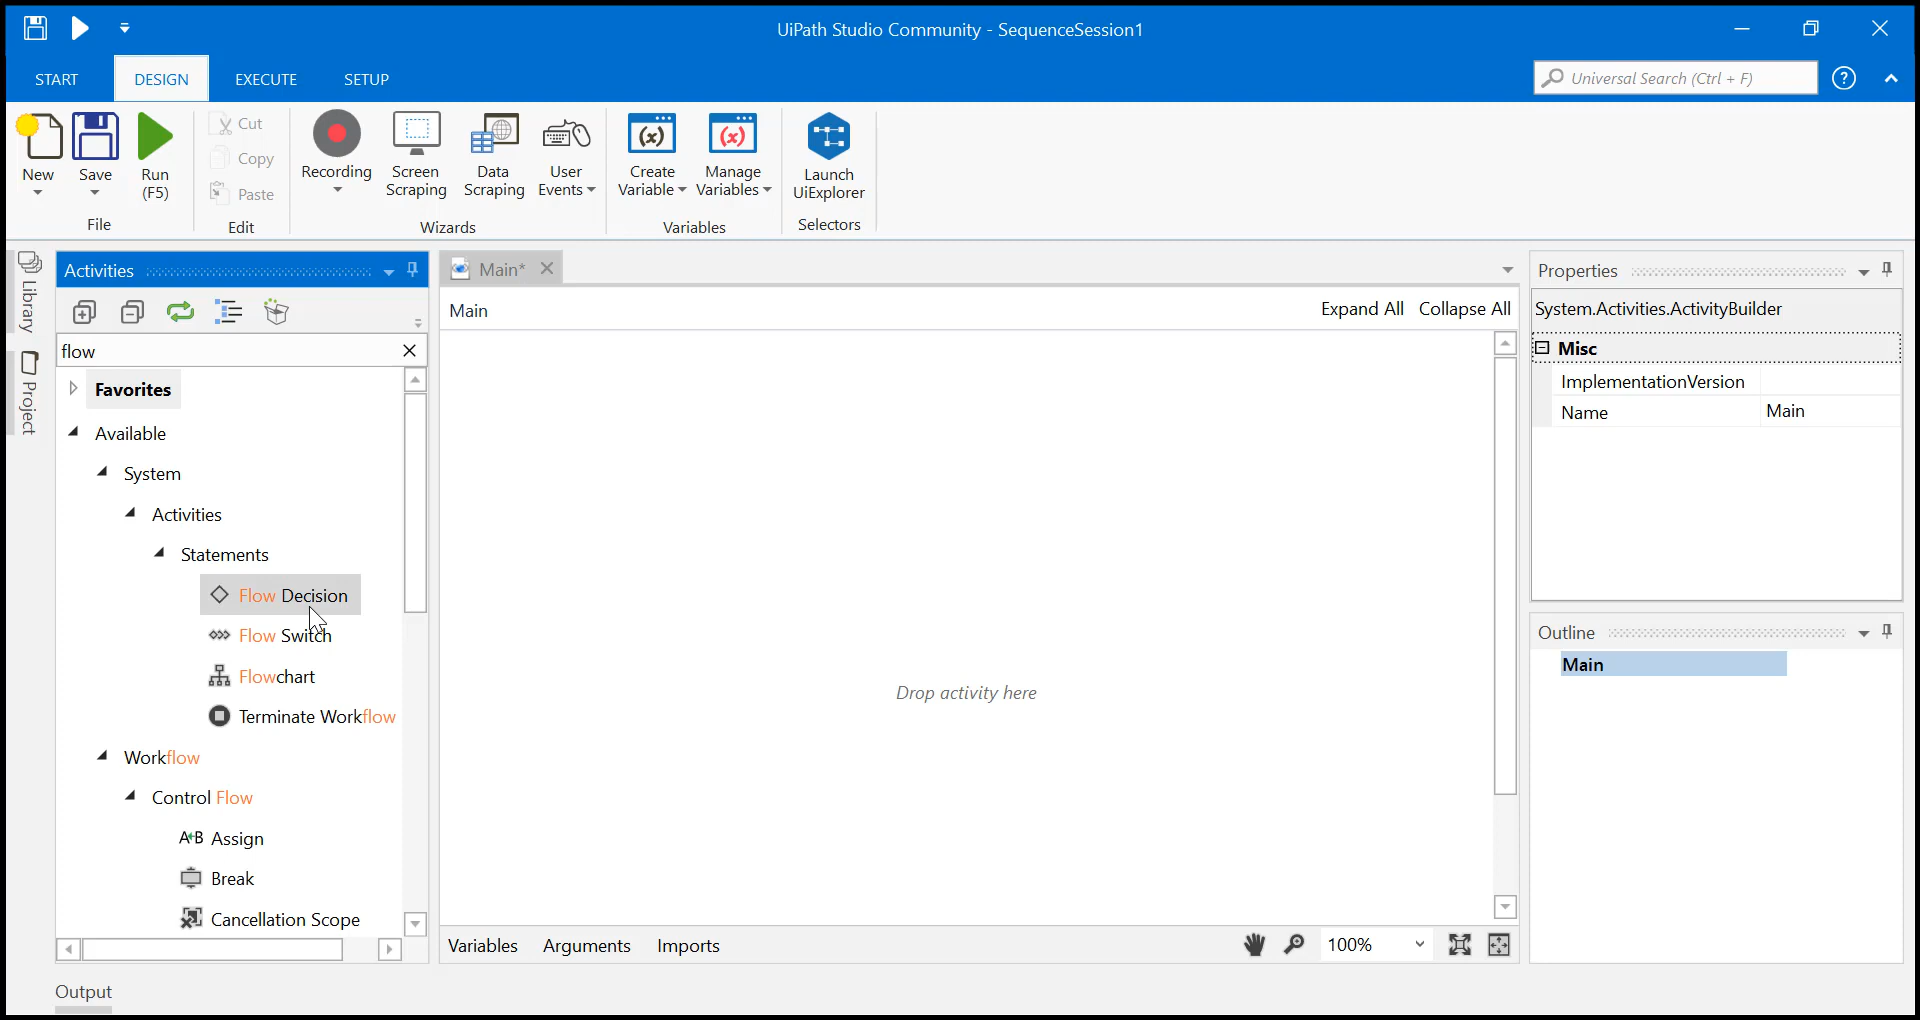 UiPath Studio Community - SequenceSession1
START DESIGN EXECUTE SETUP
Universal Search (Ctrl + F)
New
Save
Run
(F5)
File
Cut
Copy
Paste
Edit
Recording
Screen
Scraping
Data
Scraping
User
Events
Wizards
Create
Variable
Manage
Variables
Variables
Launch
UiExplorer
Selectors
Library
Project
Activities
flow
Favorites
Available
System
Activities
Statements
Flow Decision
Flow Switch
Flowchart
Terminate Workflow
Workflow
Control Flow
A B Assign
Break
Cancellation Scope
Main*
Main
Expand All Collapse All
Drop activity here
Variables Arguments Imports
100%
Properties
System.Activities.ActivityBuilder
Misc
ImplementationVersion
Name Main
Outline
Main
Output